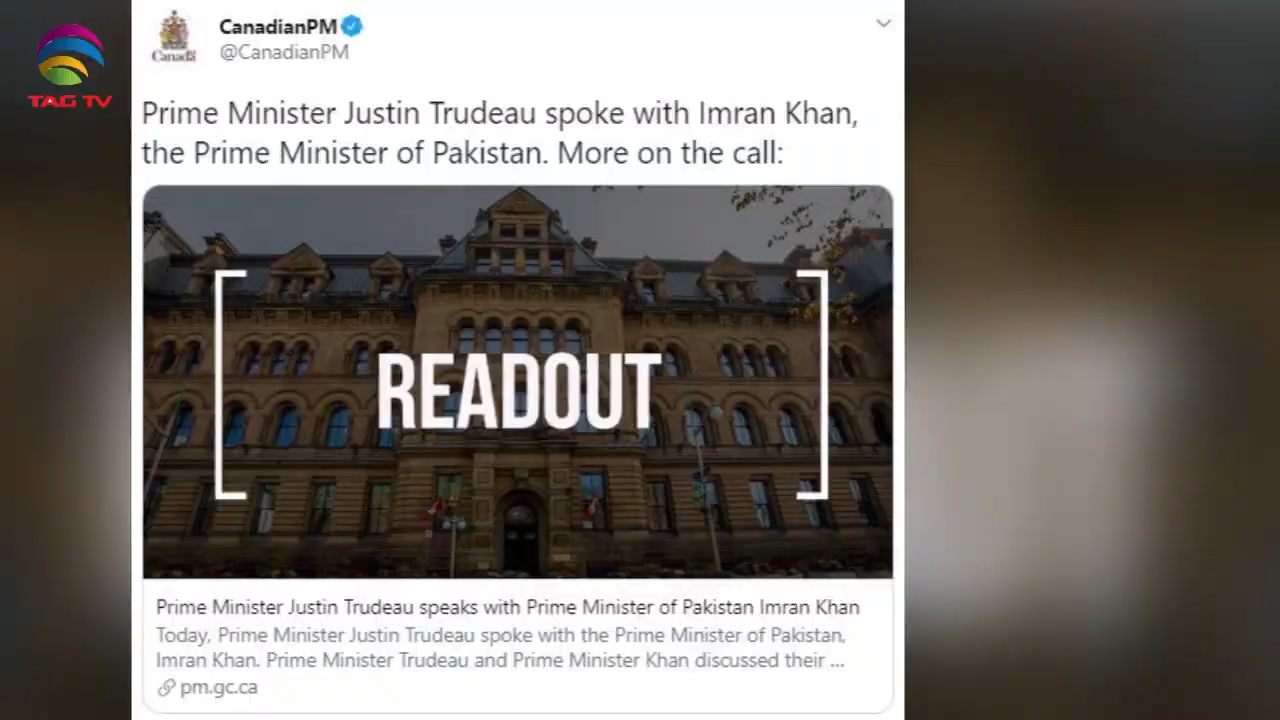 TAG TV
CanadianPM
@CanadianPM
Canada
Prime Minister Justin Trudeau spoke with Imran Khan,
the Prime Minister of Pakistan. More on the call:
READOUT
Prime Minister Justin Trudeau speaks with Prime Minister of Pakistan Imran Khan
Today, Prime Minister Justin Trudeau spoke with the Prime Minister of Pakistan,
Imran Khan. Prime Minister Trudeau and Prime Minister Khan discussed their ...
pm.gc.ca